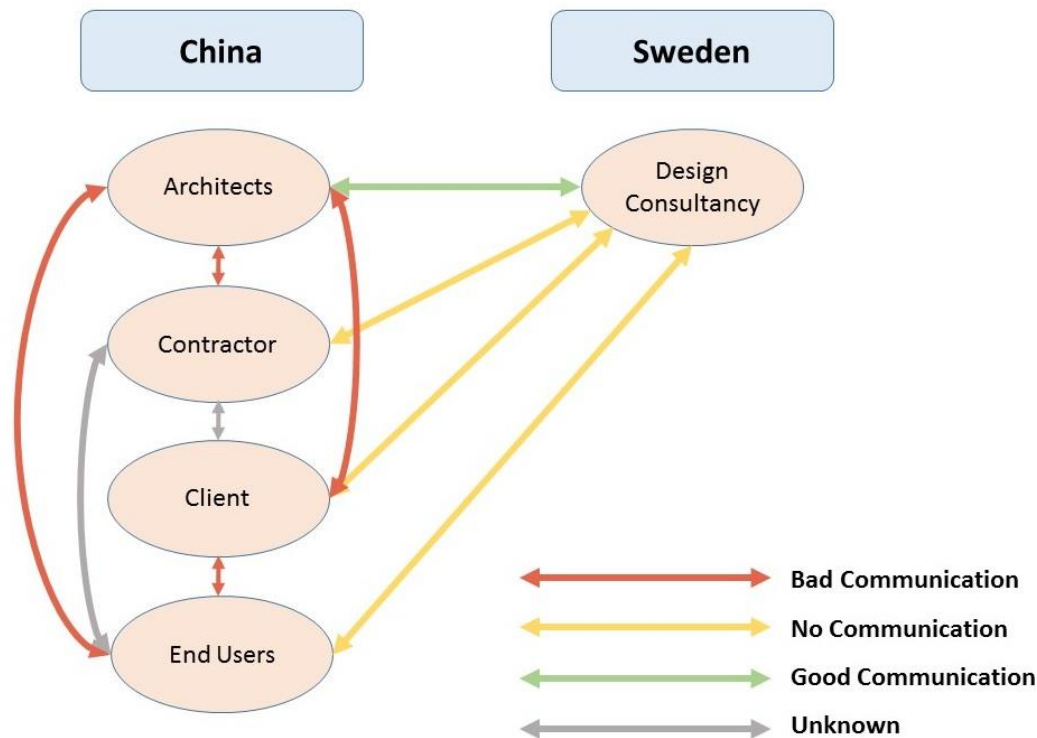 China
Sweden
Architects
Design
Consultancy
Contractor
Client
End Users
Bad Communication
No Communication
Good Communication
Unknown